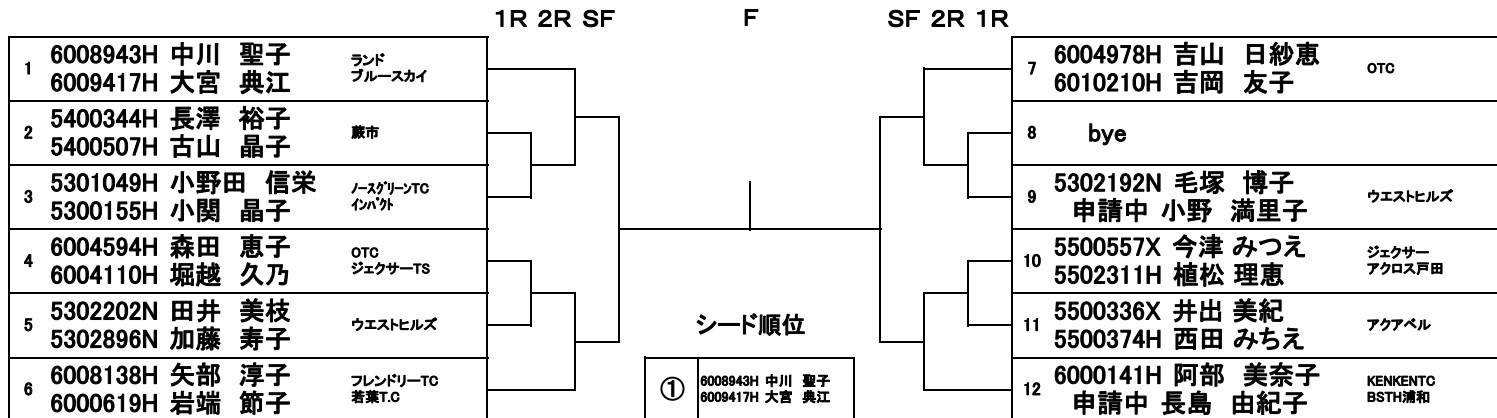 1R 2R SF F SF 2R 1R
1 6008943H 中川 聖子 ランド
6009417H 大宮 典江 ブルースカイ
2 5400344H 長澤 裕子 蕨市
5400507H 古山 晶子
3 5301049H 小野田 信栄 ノースグリーンTC
5300155H 小関 晶子 インパクト
4 6004594H 森田 恵子 OTC
6004110H 堀越 久乃 ジェクサーTS
5 5302202N 田井 美枝 ウエストヒルズ
5302896N 加藤 寿子
6 6008138H 矢部 淳子 フレンドリーTC
6000619H 岩端 節子 若葉T.C
シード順位
① 6008943H 中川 聖子
6009417H 大宮 典江
7 6004978H 吉山 日紗恵 OTC
6010210H 吉岡 友子
8 bye
9 5302192N 毛塚 博子 ウエストヒルズ
申請中 小野 満里子
10 5500557X 今津 みつえ ジェクサー
5502311H 植松 理恵 アクロス戸田
11 5500336X 井出 美紀 アクアベル
5500374H 西田 みちえ
12 6000141H 阿部 美奈子 KENKENTC
申請中 長島 由紀子 BSTH浦和